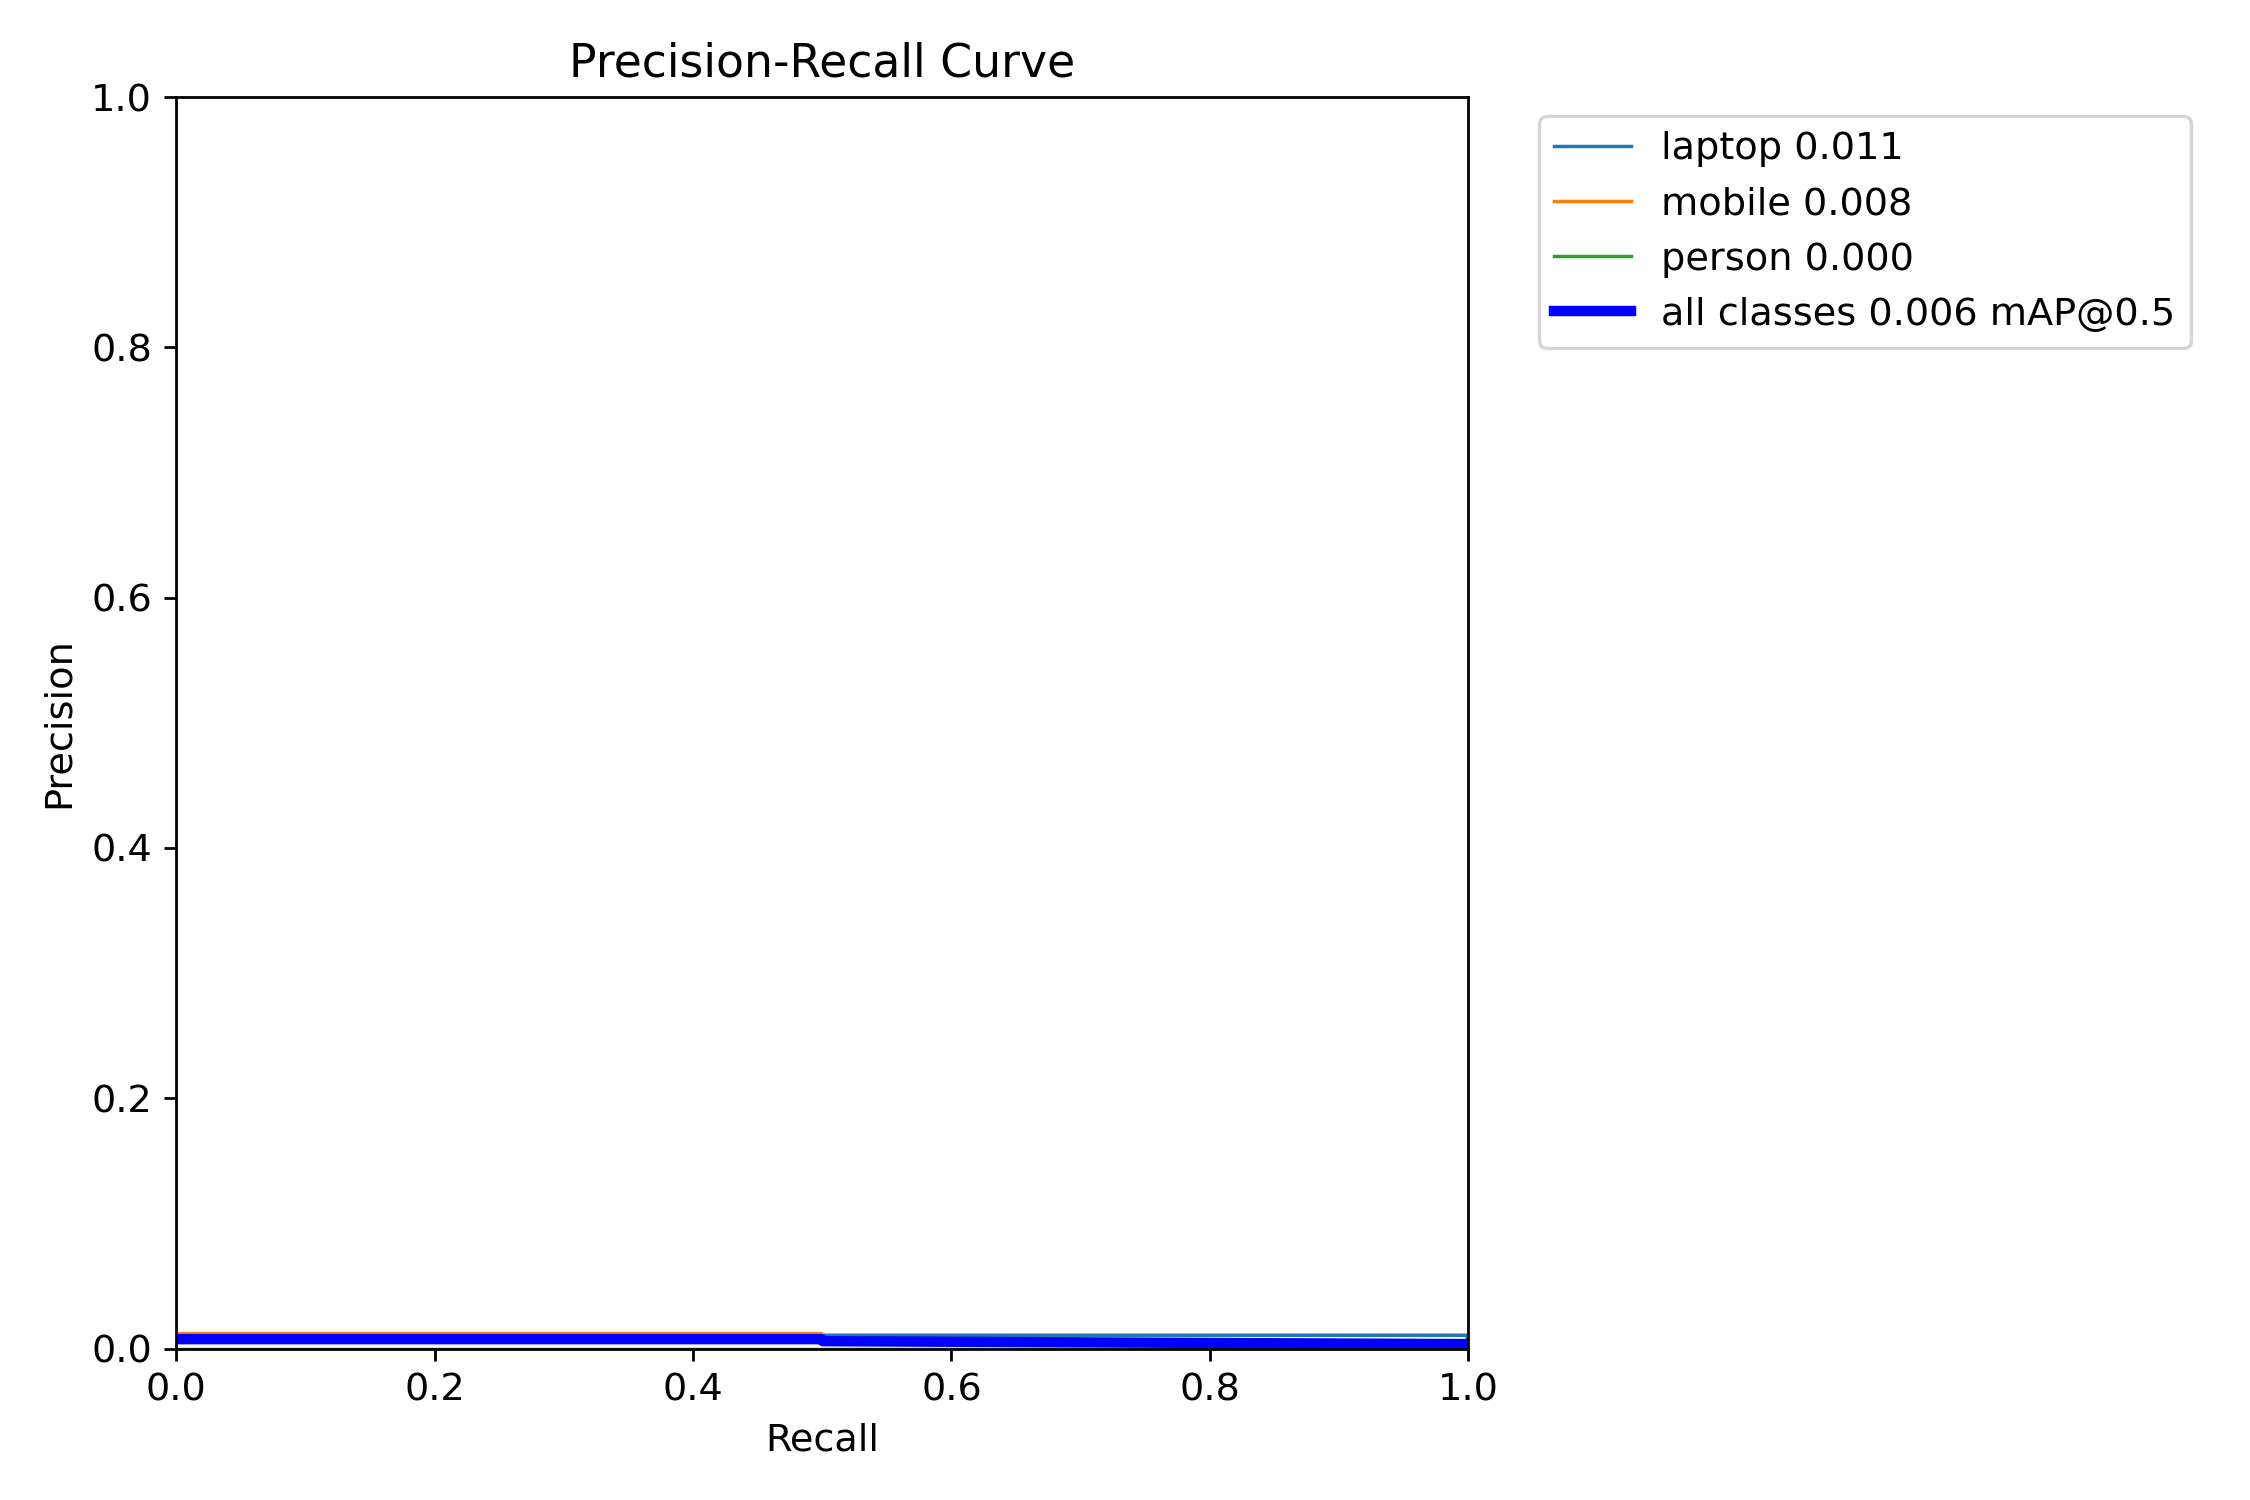 Precision-Recall Curve
1.0
0.8
0.6
0.4
0.2
0.0
Precision
0.0 0.2 0.4 0.6 0.8 1.0
Recall
laptop 0.011
mobile 0.008
person 0.000
all classes 0.006 mAP@0.5